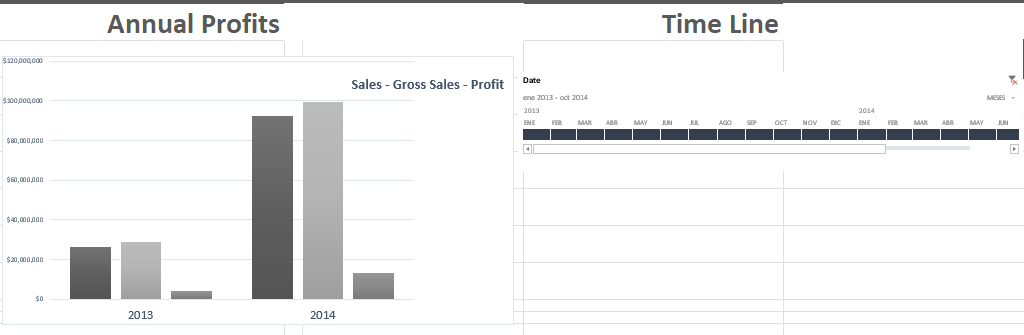 Annual Profits
Time Line
$120,000,000
Sales - Gross Sales - Profit
$100,000,000
$80,000,000
$60,000,000
$40,000,000
$20,000,000
$0
2013
2014
Date
ene 2013 - oct 2014
MESES
2013
2014
ENE FEB MAR ABR MAY JUN JUL AGO SEP OCT NOV DIC ENE FEB MAR ABR MAY JUN